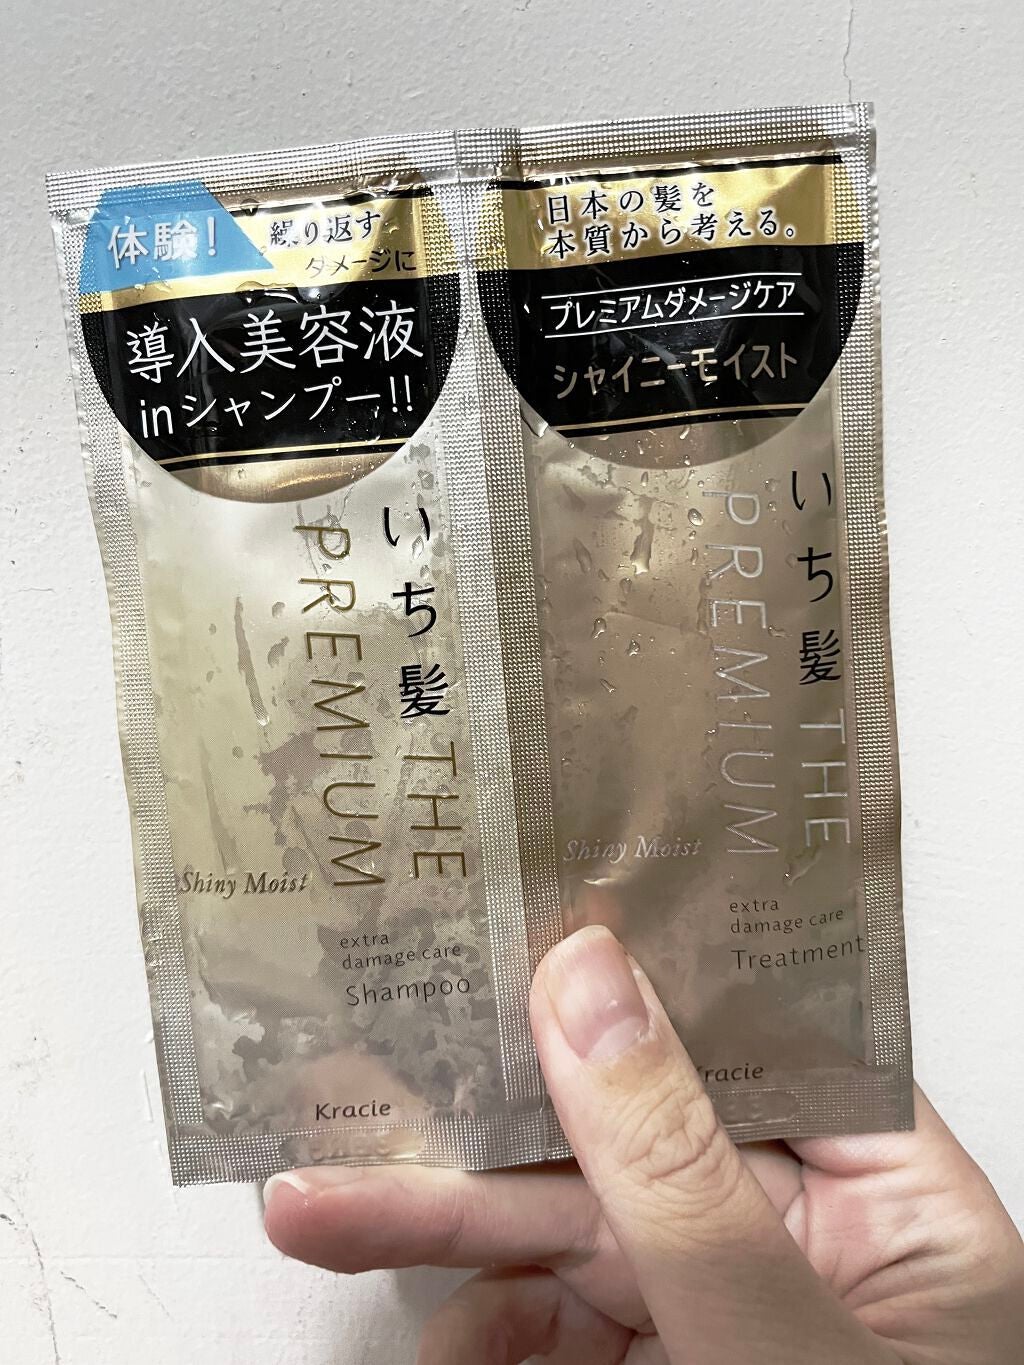 体験!
繰り返す
ダメージに
導入美容液
inシャンプー!!
いち髪 THE
PREMIUM
Shiny Moist
extra
damage care
Shampoo
Kracie
日本の髪を
本質から考える。
プレミアムダメージケア
シャイニーモイスト
いち髪 THE
PREMIUM
Shiny Moist
extra
damage care
Treatment
racie